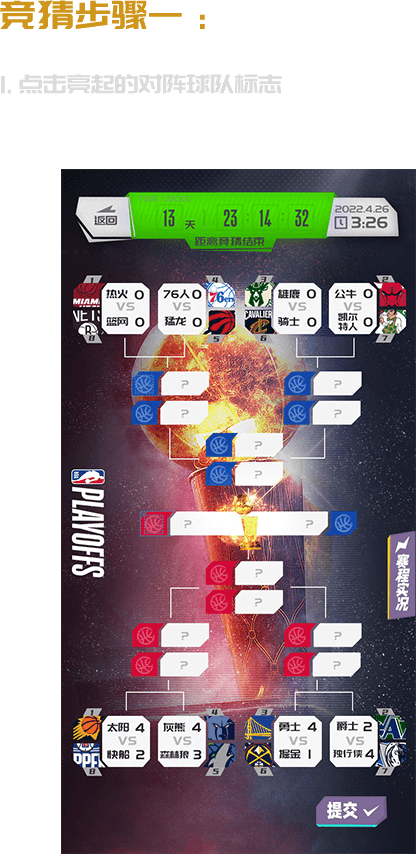 竞猜步骤一：
1. 点击亮起的对阵球队标志
返回
13 天 23 : 14 : 32
2022.4.26
3:26
距离竞猜结束
1 4 3 2
热火 0 76人 0 雄鹿 0 公牛 0
VS VS VS VS
篮网 0 猛龙 0 骑士 0 凯尔特人 0
8 5 6 7
MIAMI
76ers
CAVALIER
? ?
? ?
?
?
? ?
PLAYOFFS
赛程实况
?
?
? ?
? ?
1 4 3 2
太阳 4 灰熊 4 勇士 4 爵士 2
VS VS VS VS
快船 2 森林狼 3 掘金 1 独行侠 4
8 5 6 7
提交